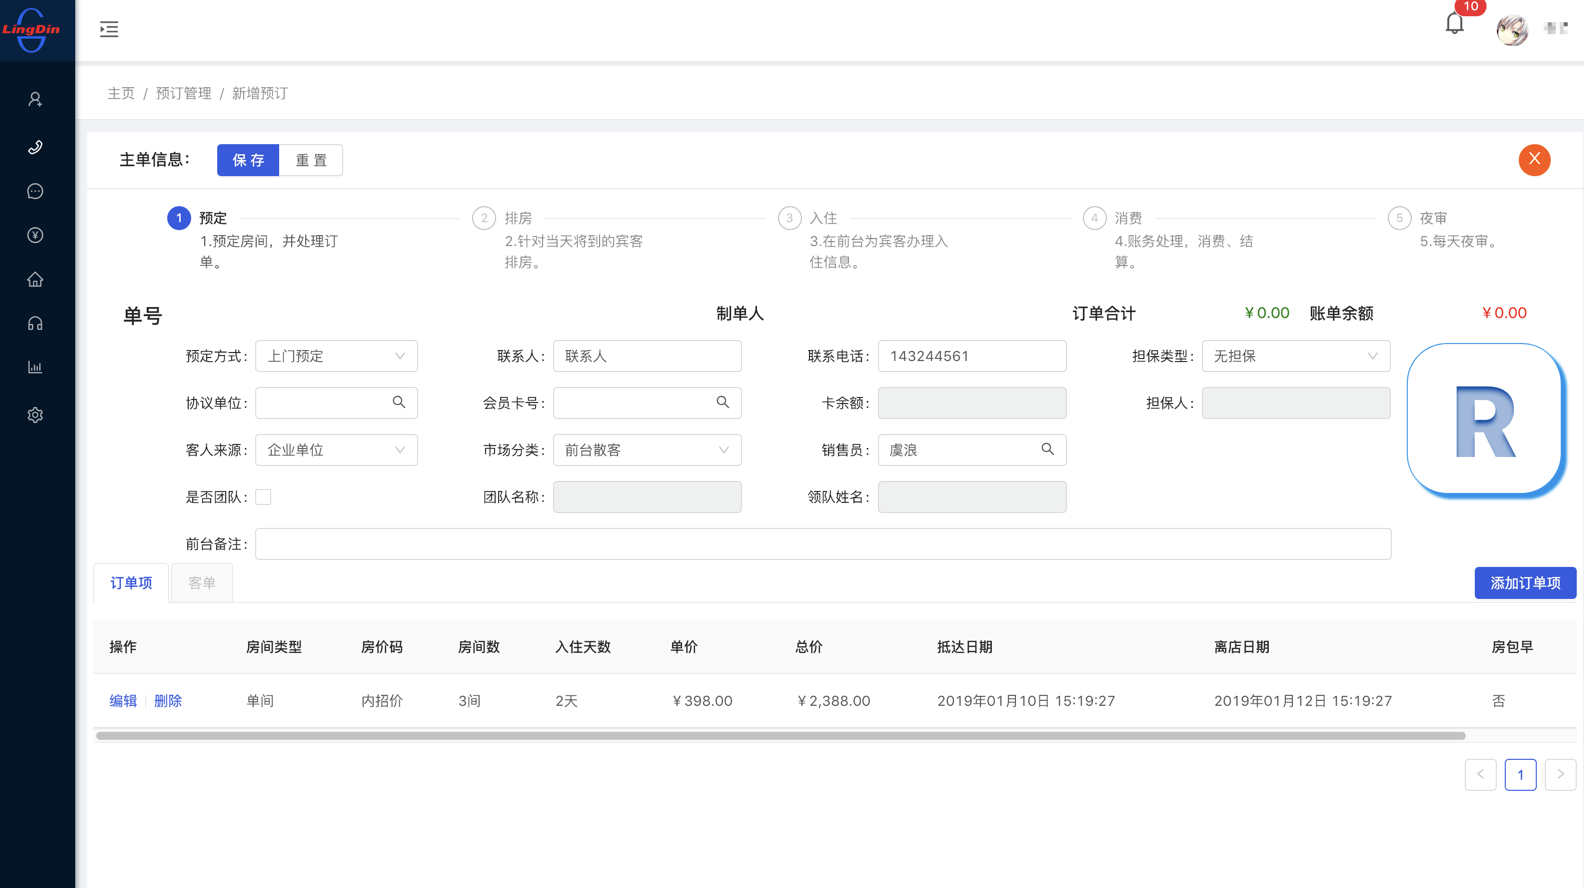 LingDin
10
主页 / 预订管理 / 新增预订
主单信息：
保 存
重 置
X
1 预定
1.预定房间，并处理订
单。
2 排房
2.针对当天将到的宾客
排房。
3 入住
3.在前台为宾客办理入
住信息。
4 消费
4.账务处理，消费、结
算。
5 夜审
5.每天夜审。
单号
制单人
订单合计
￥0.00
账单余额
￥0.00
预定方式： 上门预定
联系人： 联系人
联系电话： 143244561
担保类型： 无担保
协议单位：
会员卡号：
卡余额：
担保人：
客人来源： 企业单位
市场分类： 前台散客
销售员： 虞浪
R
是否团队：
团队名称：
领队姓名：
前台备注：
订单项
客单
添加订单项
操作 房间类型 房价码 房间数 入住天数 单价 总价 抵达日期 离店日期 房包早
编辑 删除 单间 内招价 3间 2天 ￥398.00 ￥2,388.00 2019年01月10日 15:19:27 2019年01月12日 15:19:27 否
< 1 >